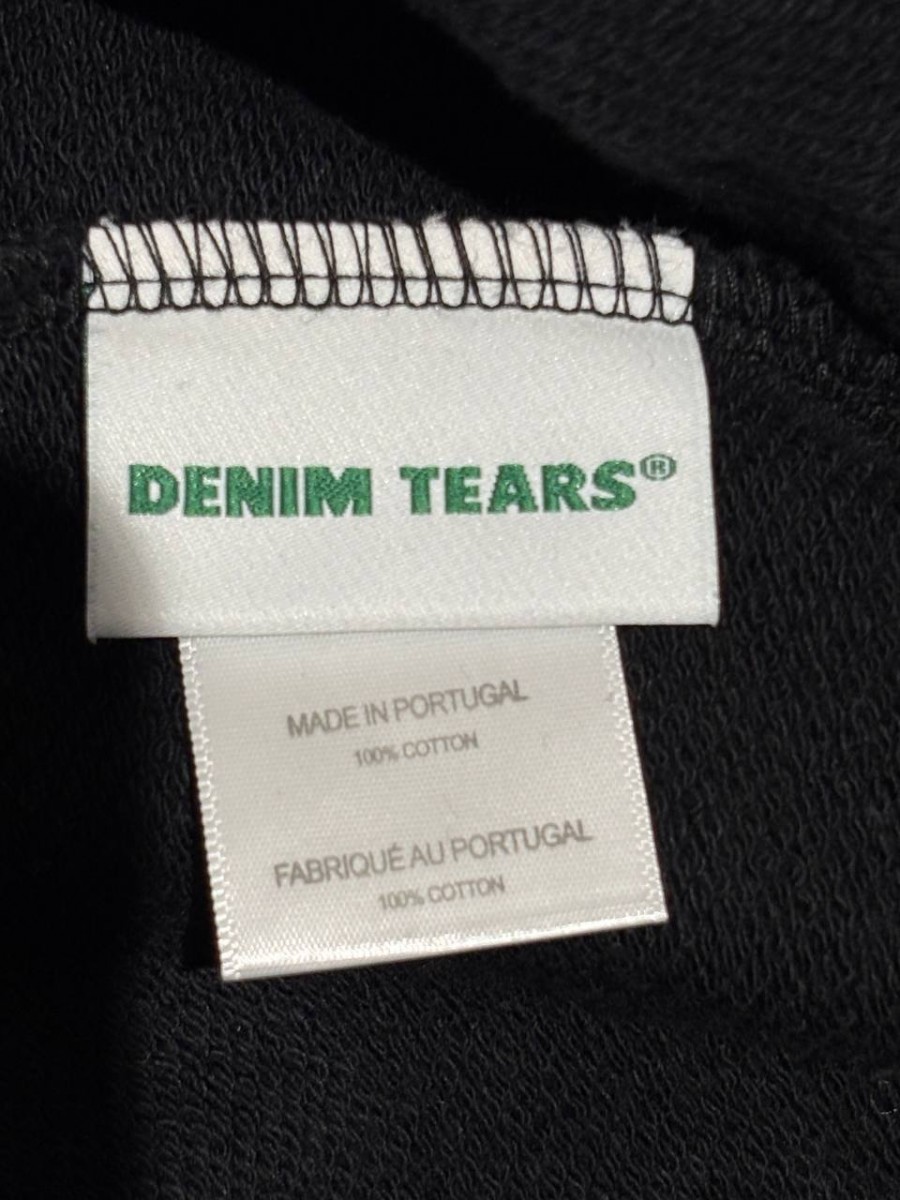 DENIM TEARS®
MADE IN PORTUGAL
100% COTTON
FABRIQUÉ AU PORTUGAL
100% COTTON